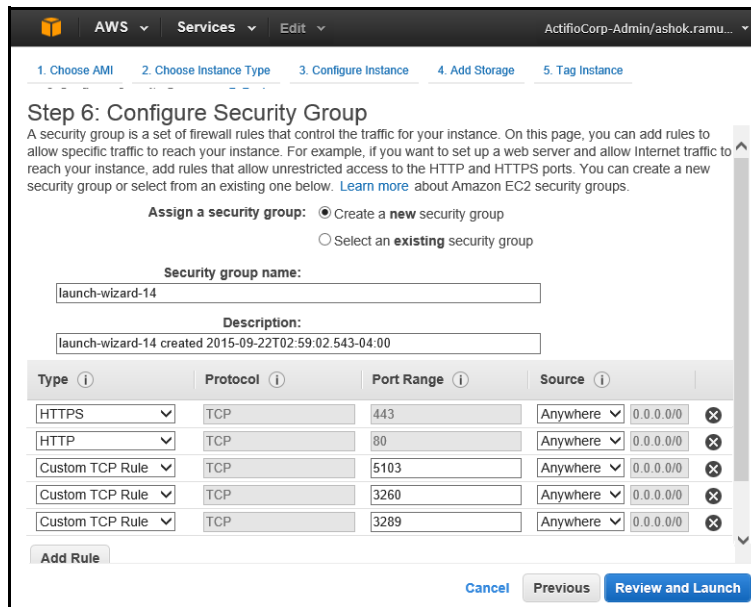 AWS Services Edit ActifioCorp-Admin/ashok.ramu...
1. Choose AMI 2. Choose Instance Type 3. Configure Instance 4. Add Storage 5. Tag Instance
Step 6: Configure Security Group
A security group is a set of firewall rules that control the traffic for your instance. On this page, you can add rules to
allow specific traffic to reach your instance. For example, if you want to set up a web server and allow Internet traffic to
reach your instance, add rules that allow unrestricted access to the HTTP and HTTPS ports. You can create a new
security group or select from an existing one below. Learn more about Amazon EC2 security groups.
Assign a security group: Create a new security group
Select an existing security group
Security group name:
launch-wizard-14
Description:
launch-wizard-14 created 2015-09-22T02:59:02.543-04:00
Type i Protocol i Port Range i Source i
HTTPS TCP 443 Anywhere 0.0.0.0/0
HTTP TCP 80 Anywhere 0.0.0.0/0
Custom TCP Rule TCP 5103 Anywhere 0.0.0.0/0
Custom TCP Rule TCP 3260 Anywhere 0.0.0.0/0
Custom TCP Rule TCP 3289 Anywhere 0.0.0.0/0
Add Rule
Cancel Previous Review and Launch